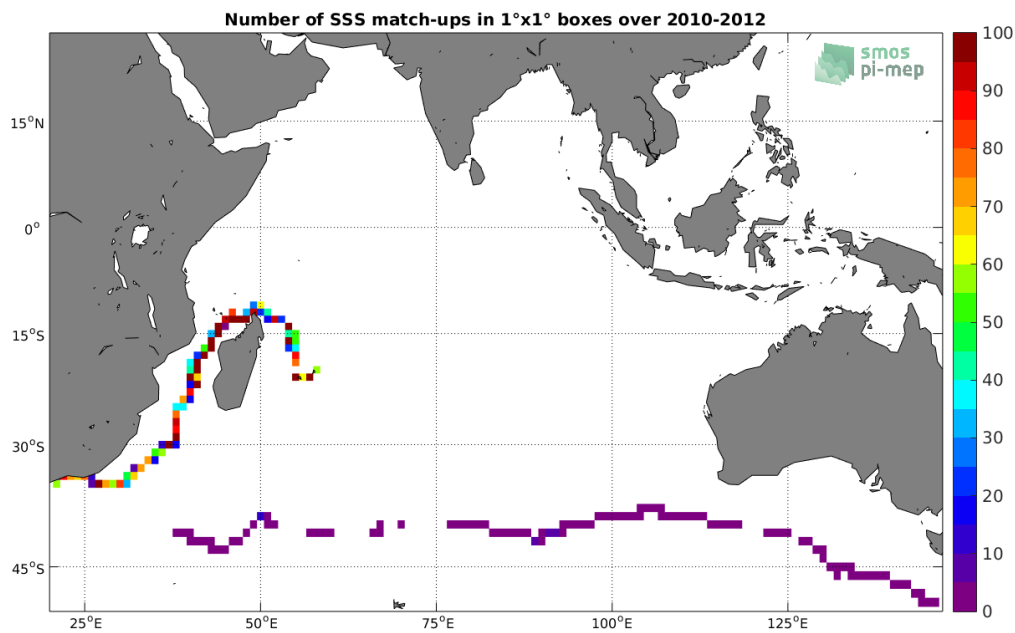 Number of SSS match-ups in 1°x1° boxes over 2010-2012
smos
pi-mep
100
90
80
70
60
50
40
30
20
10
0
15°N
0°
15°S
30°S
45°S
25°E
50°E
75°E
100°E
125°E